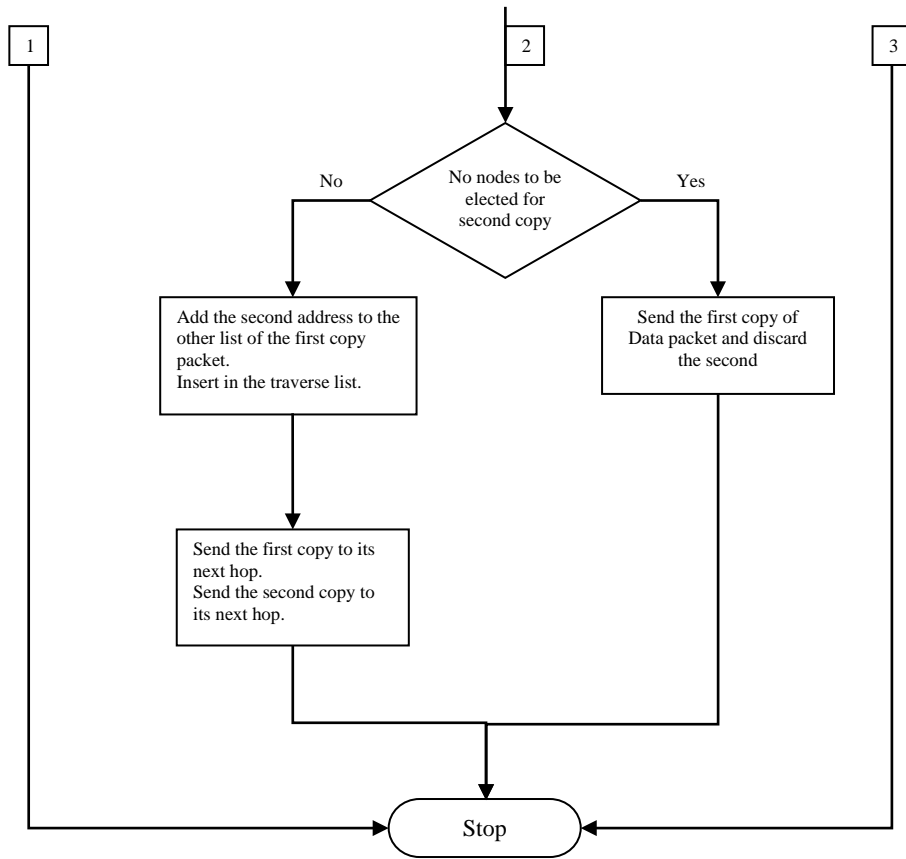 1
2
3
No nodes to be
elected for
second copy
No
Yes
Add the second address to the
other list of the first copy
packet.
Insert in the traverse list.
Send the first copy of
Data packet and discard
the second
Send the first copy to its
next hop.
Send the second copy to
its next hop.
Stop